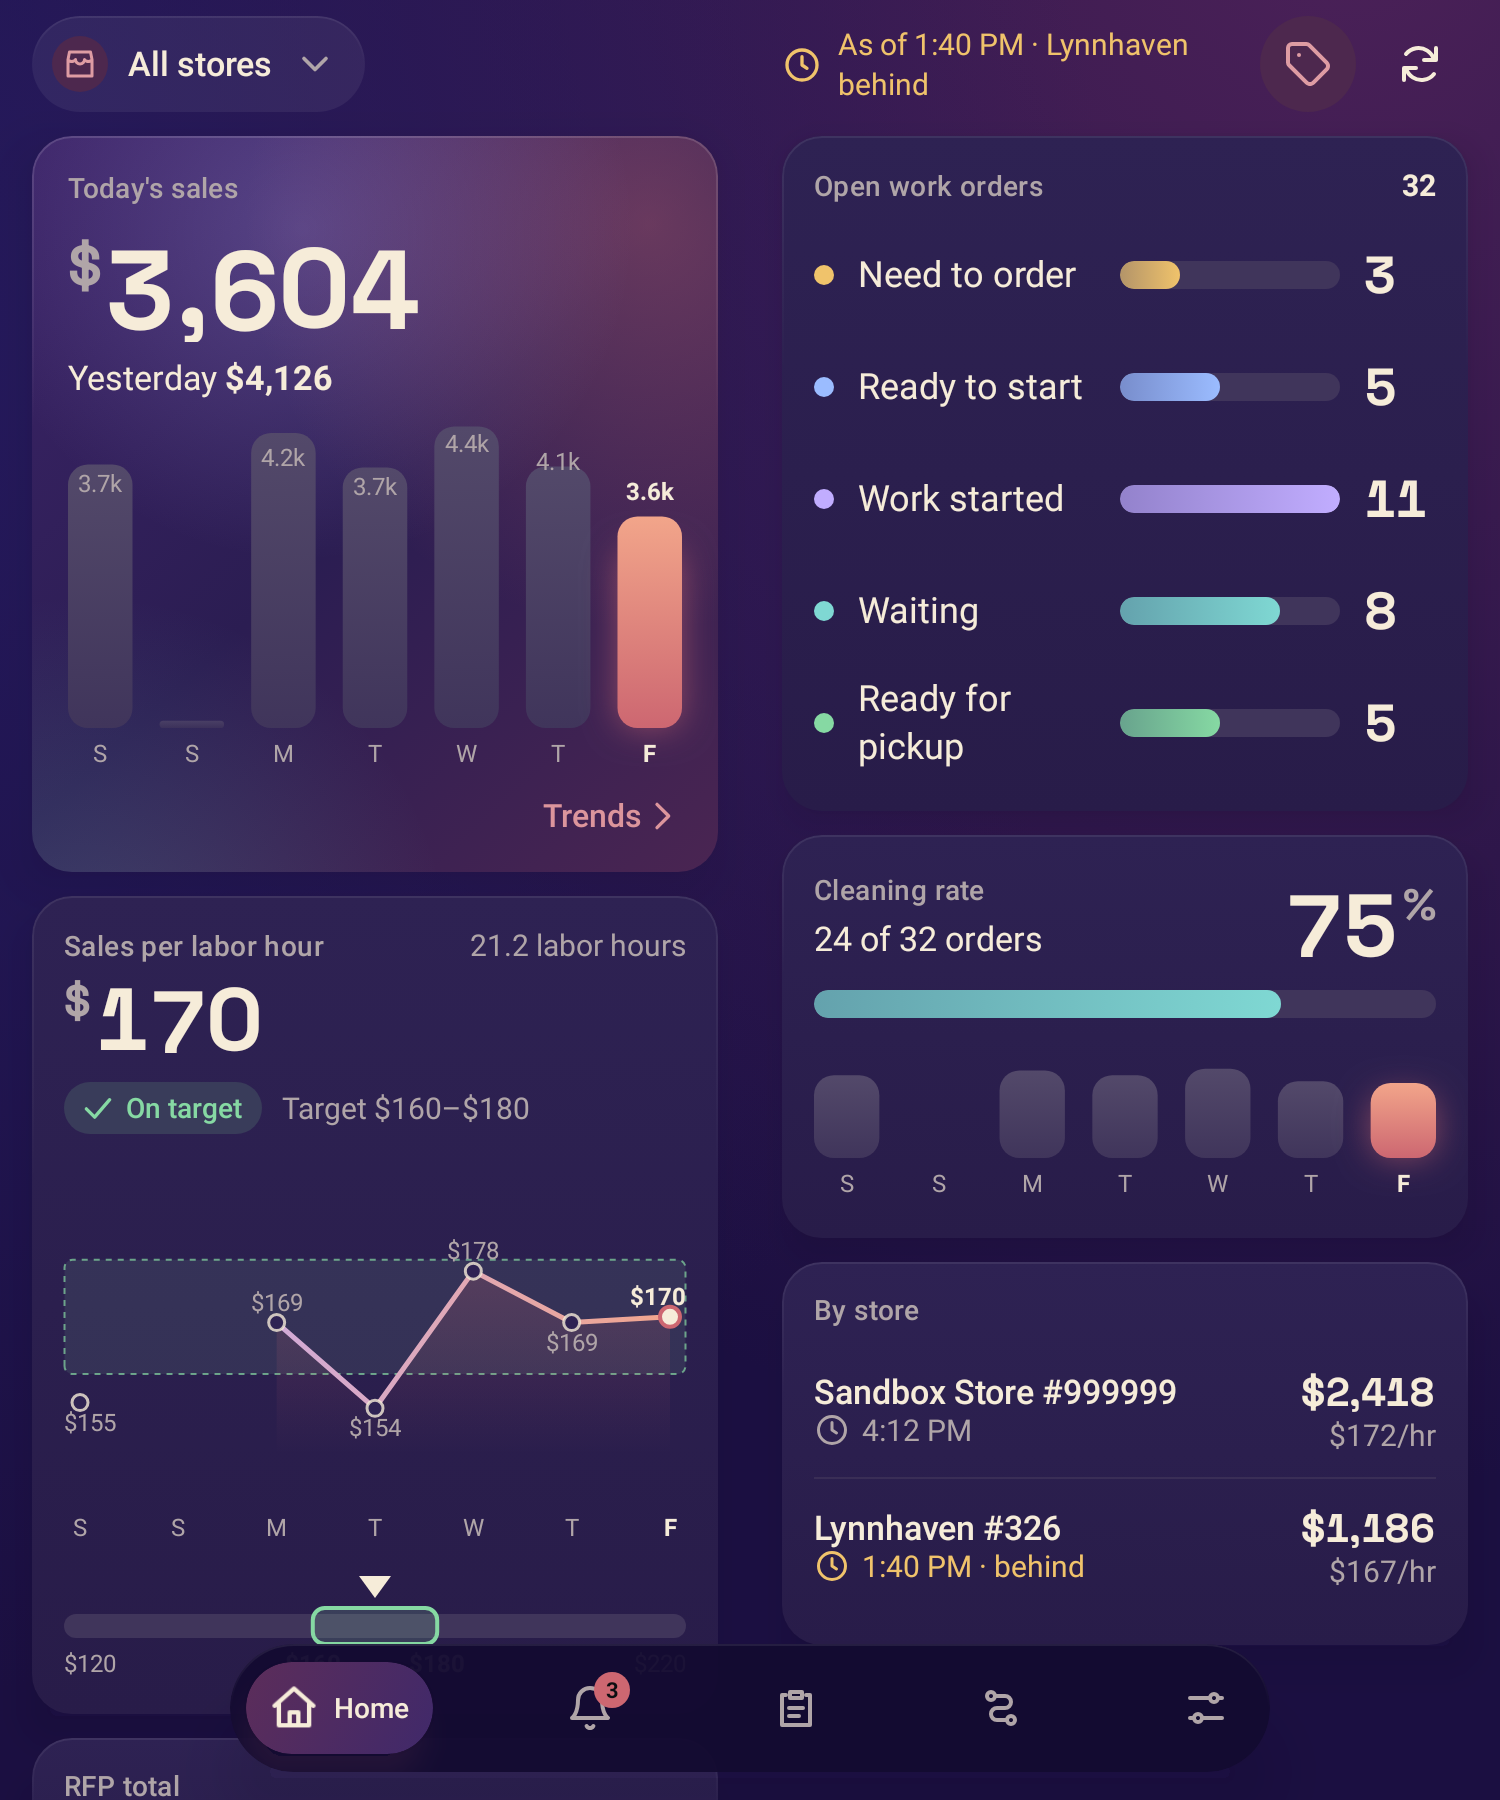 All stores
As of 1:40 PM · Lynnhaven
behind
Today's sales
$3,604
Yesterday $4,126
3.7k
4.2k
3.7k
4.4k
4.1k
3.6k
S S M T W T F
Trends
Sales per labor hour
21.2 labor hours
$170
On target
Target $160–$180
$155
$169
$154
$178
$169
$170
S S M T W T F
$120 $160 $180 $220
RFP total
Open work orders
32
Need to order 3
Ready to start 5
Work started 11
Waiting 8
Ready for
pickup
5
Cleaning rate
24 of 32 orders
75%
S S M T W T F
By store
Sandbox Store #999999
$2,418
4:12 PM
$172/hr
Lynnhaven #326
$1,186
1:40 PM · behind
$167/hr
Home
3